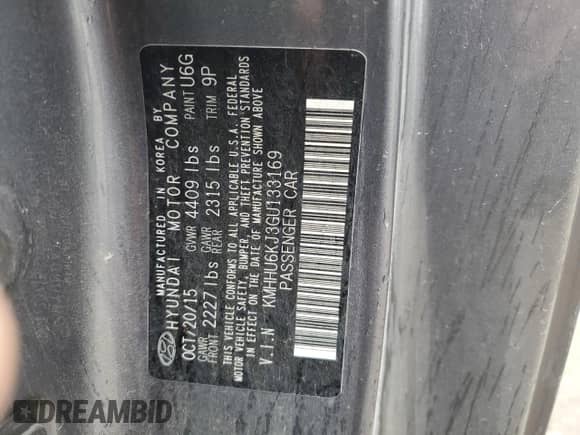 MANUFACTURED IN KOREA BY
HYUNDAI MOTOR COMPANY
OCT/20/15 GVWR 4409 lbs PAINT U6G
GAWR FRONT 2227 lbs GAWR REAR 2315 lbs TRIM 9P
THIS VEHICLE CONFORMS TO ALL APPLICABLE U.S.A. FEDERAL
MOTOR VEHICLE SAFETY, BUMPER, AND THEFT PREVENTION STANDARDS
IN EFFECT ON THE DATE OF MANUFACTURE SHOWN ABOVE
V.I.N KMHHU6KJ3GU133169
PASSENGER CAR
DREAMBID